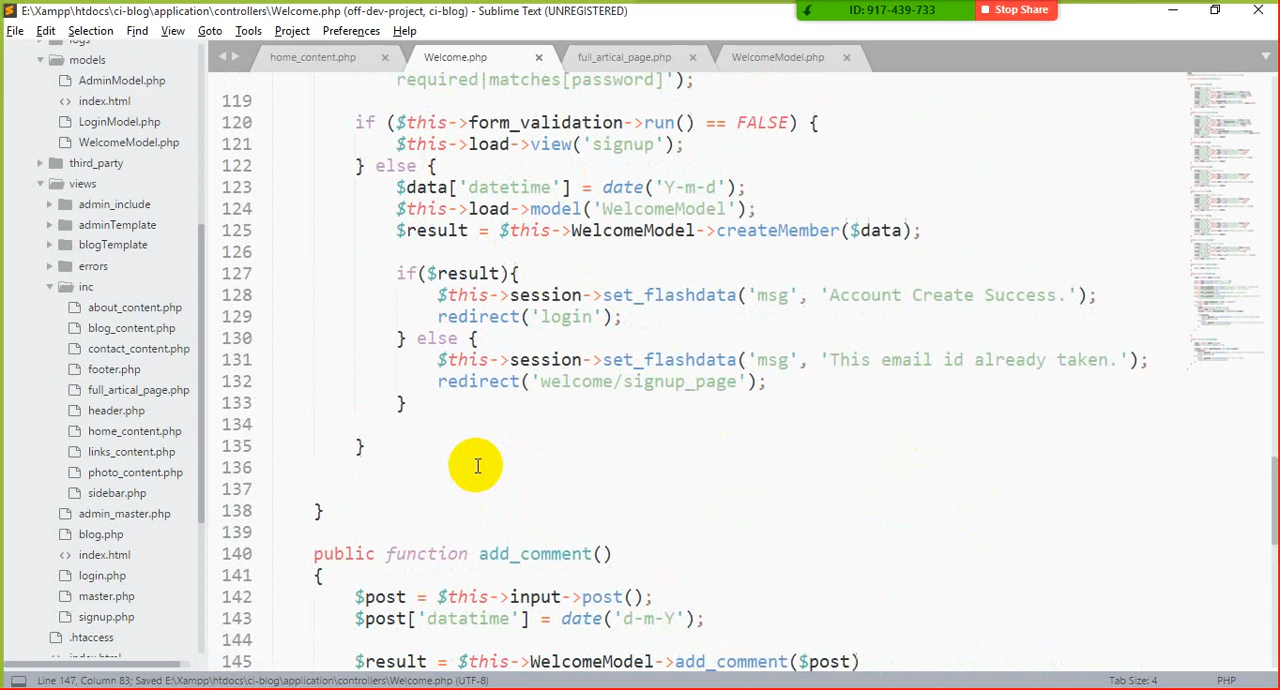 E:\Xampp\htdocs\ci-blog\application\controllers\Welcome.php (off-dev-project, ci-blog) - Sublime Text (UNREGISTERED)
ID: 917-439-733
Stop Share
File Edit Selection Find View Goto Tools Project Preferences Help
home_content.php Welcome.php full_artical_page.php WelcomeModel.php
logs
models
AdminModel.php
index.html
LoginModel.php
WelcomeModel.php
third_party
views
admin_include
adminTemplate
blogTemplate
errors
inc
about_content.php
blog_content.php
contact_content.php
footer.php
full_artical_page.php
header.php
home_content.php
links_content.php
photo_content.php
sidebar.php
admin_master.php
blog.php
index.html
login.php
master.php
signup.php
.htaccess
index.html
required|matches[password]');
119
120 if ($this->form_validation->run() == FALSE) {
121 $this->load->view('signup');
122 } else {
123 $data['datetime'] = date('Y-m-d');
124 $this->load->model('WelcomeModel');
125 $result = $this->WelcomeModel->createMember($data);
126
127 if($result){
128 $this->session->set_flashdata('msg', 'Account Create Success.');
129 redirect('login');
130 } else {
131 $this->session->set_flashdata('msg', 'This email id already taken.');
132 redirect('welcome/signup_page');
133 }
134
135 }
136
137
138 }
139
140 public function add_comment()
141 {
142 $post = $this->input->post();
143 $post['datatime'] = date('d-m-Y');
144
145 $result = $this->WelcomeModel->add_comment($post)
Line 147, Column 83; Saved E:\Xampp\htdocs\ci-blog\application\controllers\Welcome.php (UTF-8)
Tab Size: 4
PHP